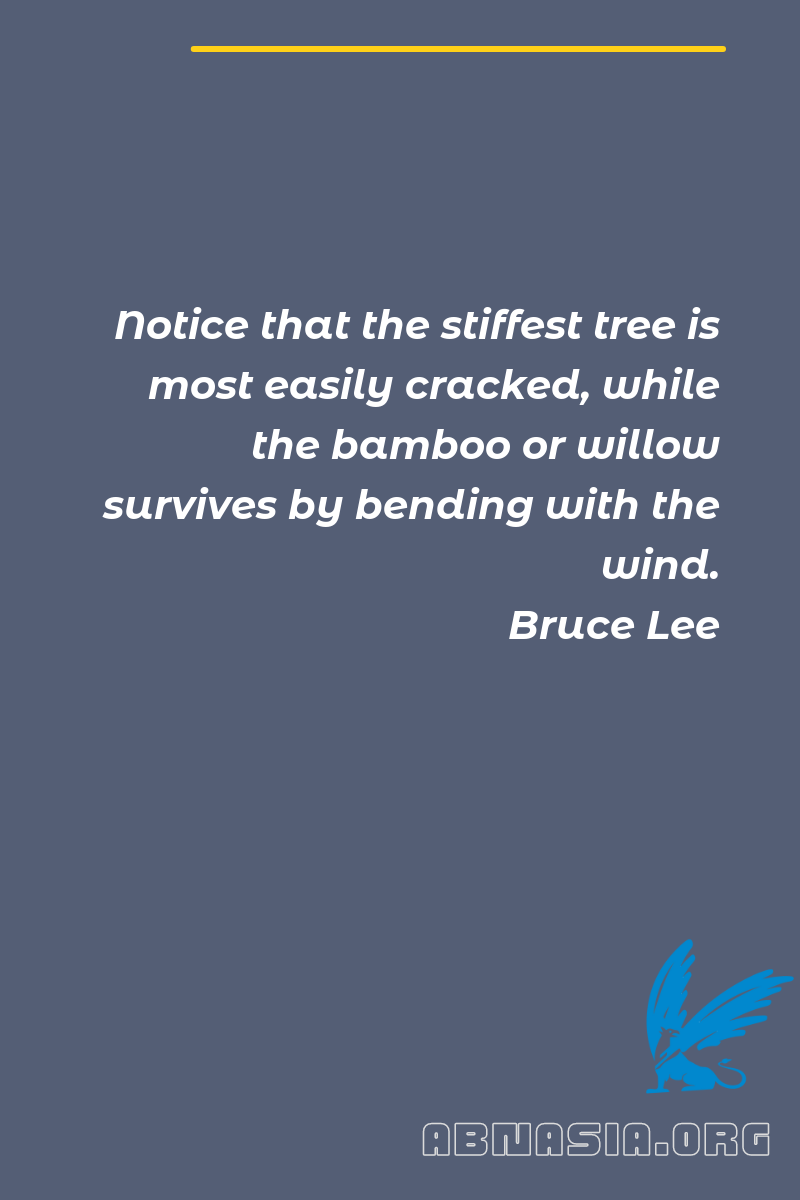 Notice that the stiffest tree is
most easily cracked, while
the bamboo or willow
survives by bending with the
wind.
Bruce Lee
ABNASIA.ORG